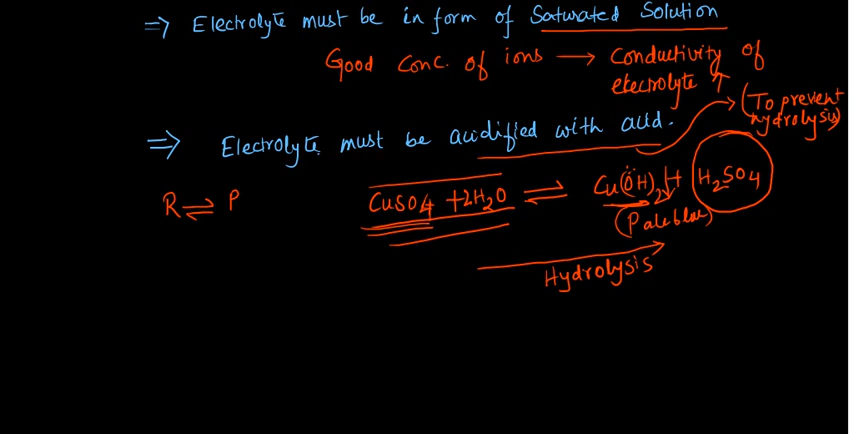 ⇒ Electrolyte must be in form of Saturated Solution
Good Conc. of ions → Conductivity of
electrolyte ↑
(To prevent
hydrolysis)
⇒ Electrolyte must be acidified with acid.
R ⇌ P
CuSO4 + 2H2O ⇌ Cu(OH)2↓ + H2SO4
(Pale blue)
Hydrolysis